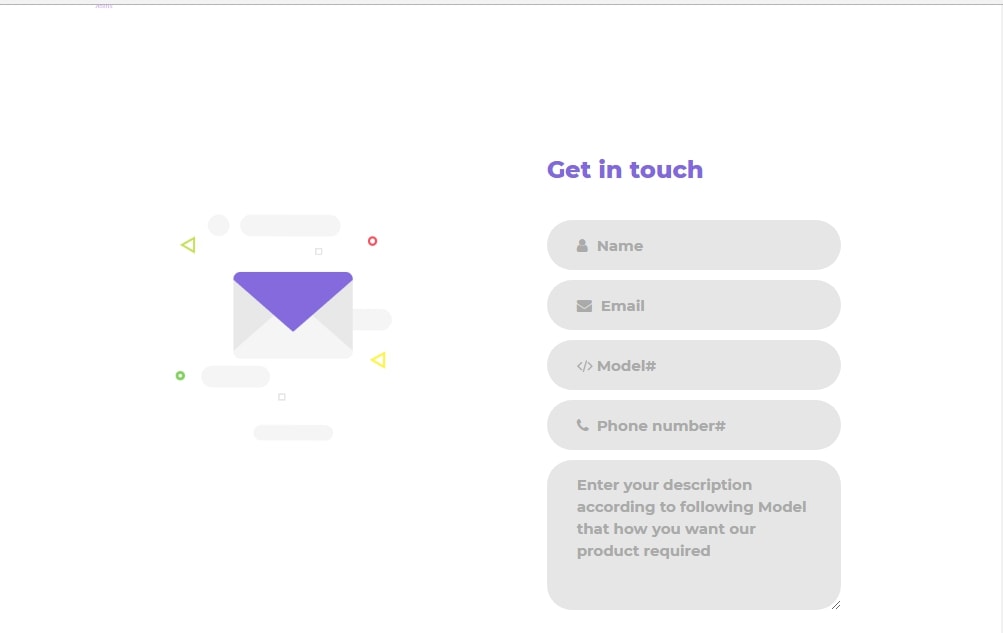 Get in touch
Name
Email
Model#
Phone number#
Enter your description
according to following Model
that how you want our
product required